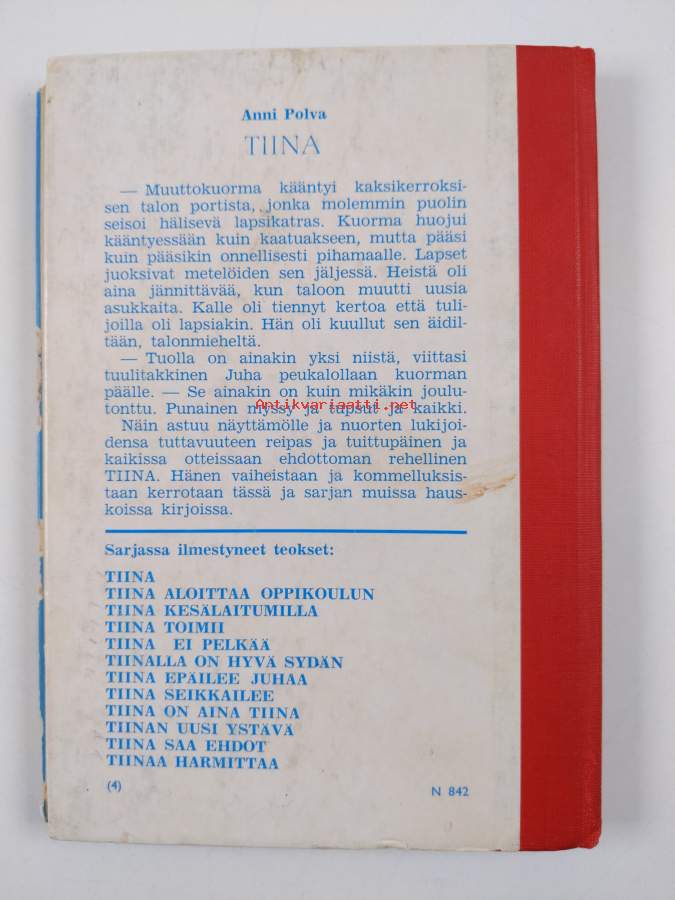 Anni Polva
TIINA
— Muuttokuorma kääntyi kaksikerroksi-
sen talon portista, jonka molemmin puolin
seisoi hälisevä lapsikatras. Kuorma huojui
kääntyessään kuin kaatuakseen, mutta pääsi
kuin pääsikin onnellisesti pihamaalle. Lapset
juoksivat metelöiden sen jäljessä. Heistä oli
aina jännittävää, kun taloon muutti uusia
asukkaita. Kalle oli tiennyt kertoa että tuli-
joilla oli lapsiakin. Hän oli kuullut sen äidil-
tään, talonmieheltä.
— Tuolla on ainakin yksi niistä, viittasi
tuulitakkinen Juha peukalollaan kuorman
päälle. — Se ainakin on kuin mikäkin joulu-
tonttu. Punainen myssy ja tupsut ja kaikki.
Antikvariaatti.net
Näin astuu näyttämölle ja nuorten lukijoi-
densa tuttavuuteen reipas ja tuittupäinen ja
kaikissa otteissaan ehdottoman rehellinen
TIINA. Hänen vaiheistaan ja kommelluksis-
taan kerrotaan tässä ja sarjan muissa haus-
koissa kirjoissa.
Sarjassa ilmestyneet teokset:
TIINA
TIINA ALOITTAA OPPIKOULUN
TIINA KESÄLAITUMILLA
TIINA TOIMII
TIINA EI PELKÄÄ
TIINALLA ON HYVÄ SYDÄN
TIINA EPÄILEE JUHAA
TIINA SEIKKAILEE
TIINA ON AINA TIINA
TIINAN UUSI YSTÄVÄ
TIINA SAA EHDOT
TIINAA HARMITTAA
(4)
N 842